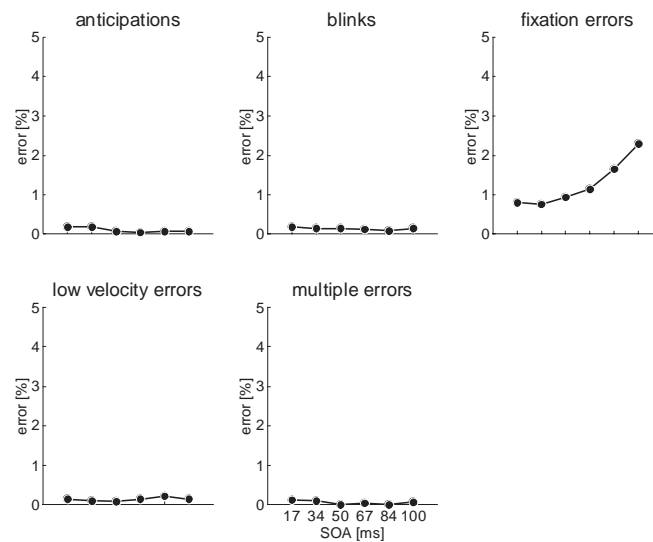 anticipations
5
4
3
2
1
0
error [%]
blinks
5
4
3
2
1
0
error [%]
fixation errors
5
4
3
2
1
0
error [%]
low velocity errors
5
4
3
2
1
0
error [%]
multiple errors
5
4
3
2
1
0
error [%]
17 34 50 67 84 100
SOA [ms]